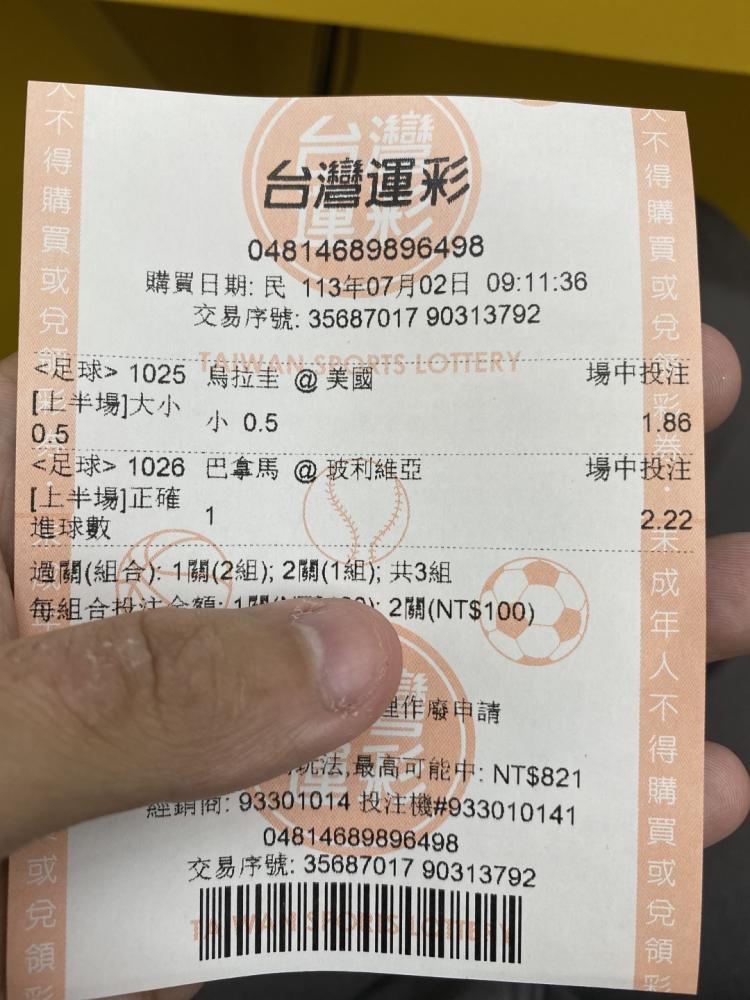 台灣運彩
04814689896498
購買日期: 民 113年07月02日 09:11:36
交易序號: 35687017 90313792
TAIWAN SPORTS LOTTERY
<足球> 1025 烏拉圭 @ 美國 場中投注
[上半場]大小
0.5 小 0.5 1.86
<足球> 1026 巴拿馬 @ 玻利維亞 場中投注
[上半場]正確
進球數 1 2.22
過關(組合): 1關(2組); 2關(1組); 共3組
每組合投注金額: 1關 2關(NT$100)
作廢申請
玩法,最高可能中: NT$821
經銷商: 93301014 投注機#933010141
04814689896498
交易序號: 35687017 90313792
TAIWAN SPORTS LOTTERY
人不得購買或兌領彩
或兌領
人不得購買或兌領彩券·未成年人不得購買或兌領彩